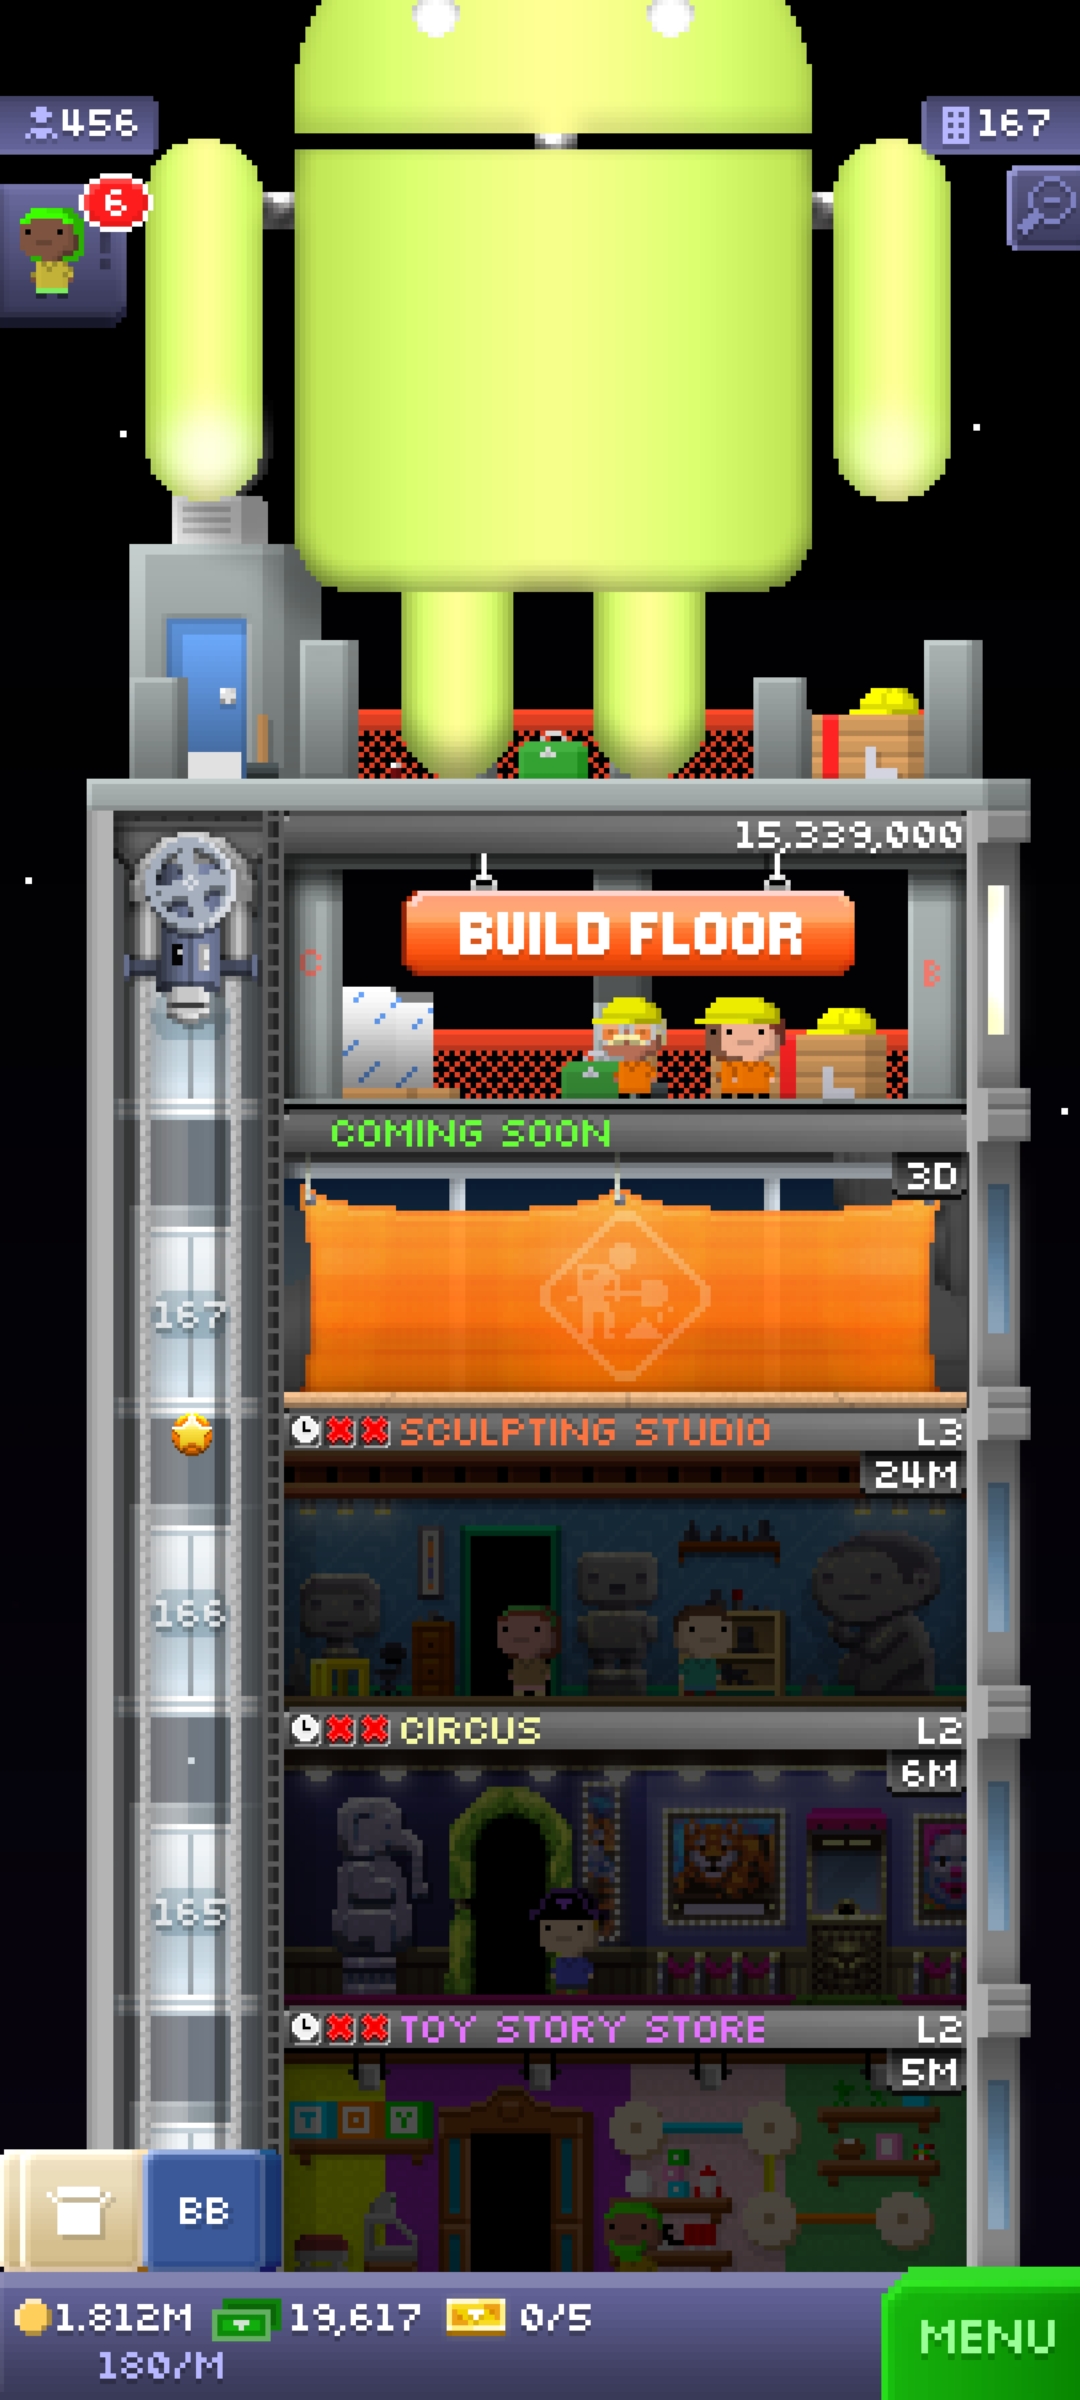 456
167
6
15,339,000
BUILD FLOOR
C
B
COMING SOON
3D
167
SCULPTING STUDIO L3
24M
166
CIRCUS L2
6M
165
TOY STORY STORE L2
5M
T O Y
BB
1.812M 19,617 0/5
180/M
MENU